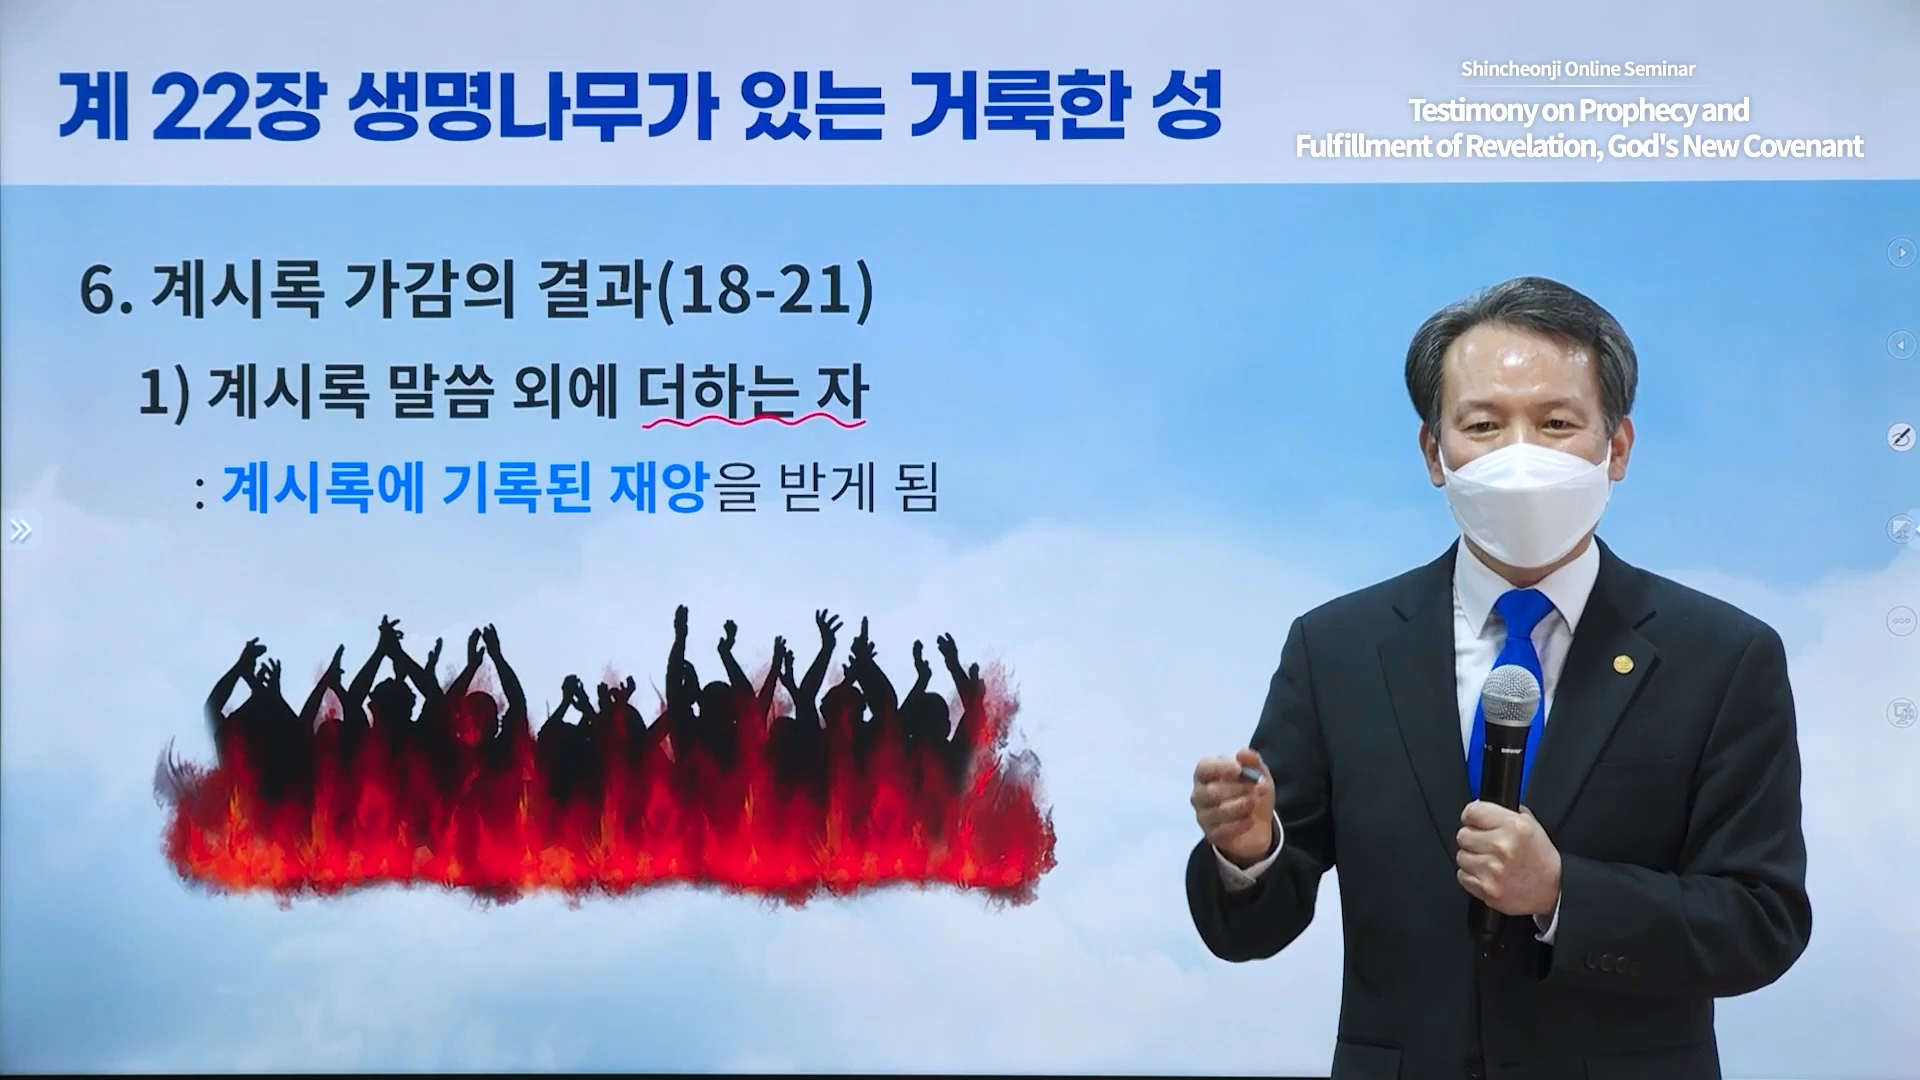 계 22장 생명나무가 있는 거룩한 성
Shincheonji Online Seminar
Testimony on Prophecy and
Fulfillment of Revelation, God's New Covenant
6. 계시록 가감의 결과(18-21)
1) 계시록 말씀 외에 더하는 자
: 계시록에 기록된 재앙을 받게 됨